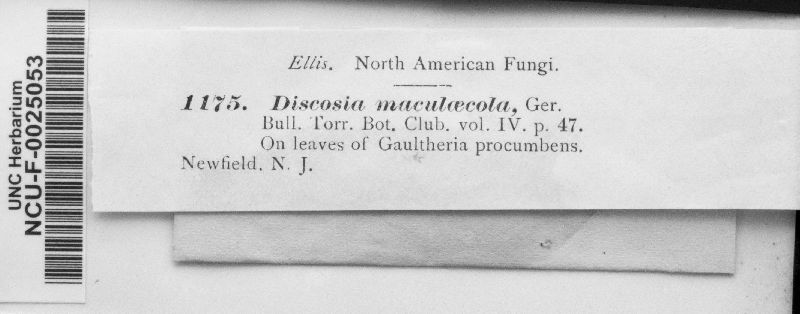 UNC Herbarium
NCU-F-0025053
Ellis. North American Fungi.
1175. Discosia maculæcola, Ger.
Bull. Torr. Bot. Club. vol. IV. p. 47.
On leaves of Gaultheria procumbens.
Newfield. N. J.